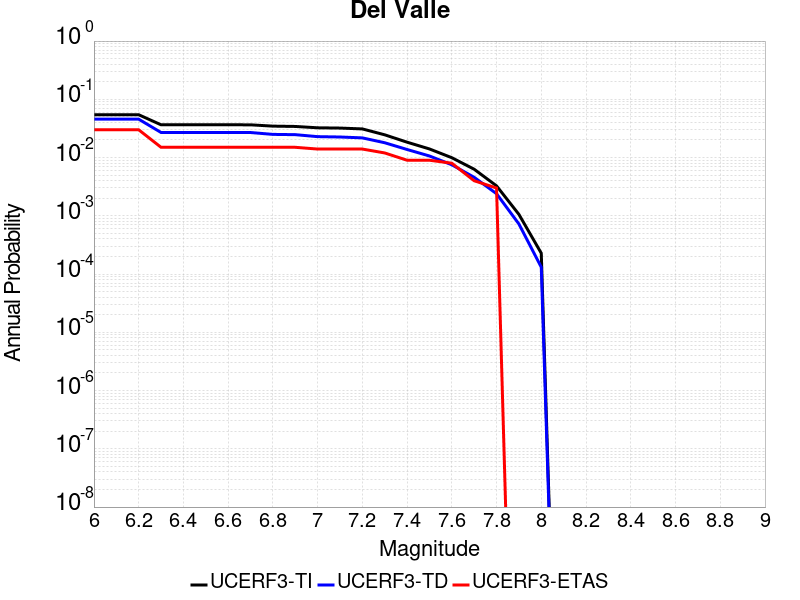 Del Valle
10^0
10^-1
10^-2
10^-3
10^-4
10^-5
10^-6
10^-7
10^-8
Annual Probability
6 6.2 6.4 6.6 6.8 7 7.2 7.4 7.6 7.8 8 8.2 8.4 8.6 8.8 9
Magnitude
UCERF3-TI UCERF3-TD UCERF3-ETAS